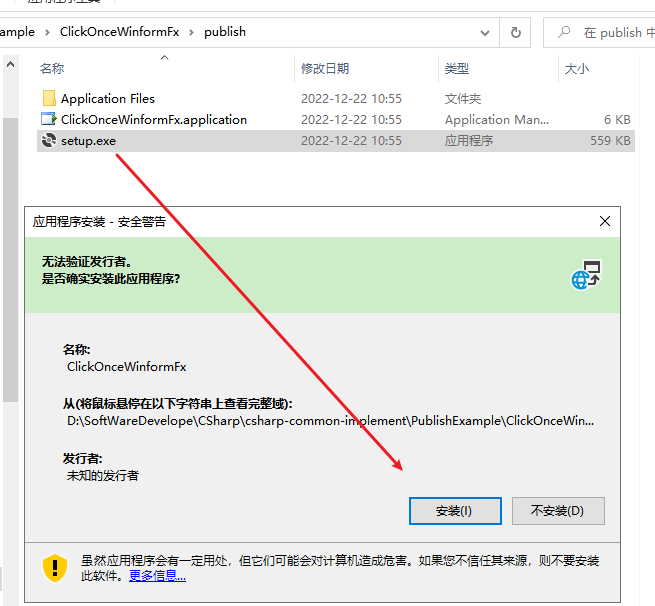 应用程序工具
ample > ClickOnceWinformFx > publish
在 publish 中
名称 修改日期 类型 大小
Application Files 2022-12-22 10:55 文件夹
ClickOnceWinformFx.application 2022-12-22 10:55 Application Man... 6 KB
setup.exe 2022-12-22 10:55 应用程序 559 KB
应用程序安装 - 安全警告
无法验证发行者。
是否确实安装此应用程序?
名称:
ClickOnceWinformFx
从(将鼠标悬停在以下字符串上查看完整域):
D:\SoftWareDevelope\CSharp\csharp-common-implement\PublishExample\ClickOnceWin...
发行者:
未知的发行者
安装(I) 不安装(D)
虽然应用程序会有一定用处，但它们可能会对计算机造成危害。如果您不信任其来源，则不要安装
此软件。更多信息...